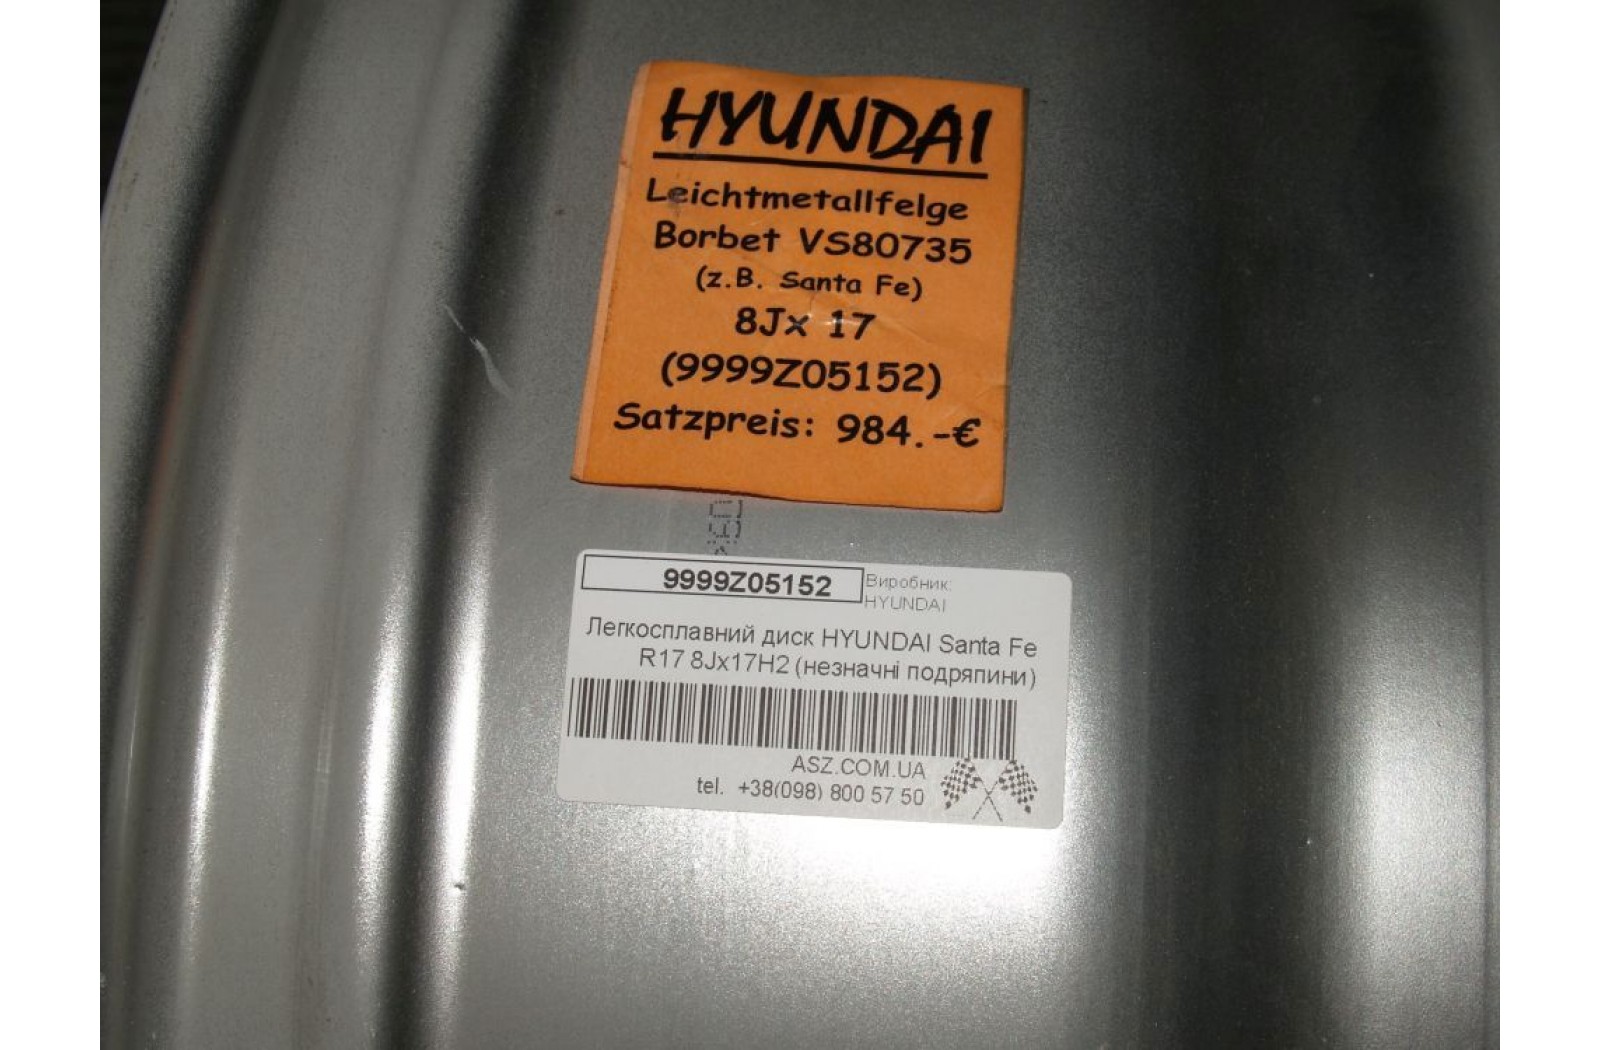 HYUNDAI
Leichtmetallfelge
Borbet VS80735
(z.B. Santa Fe)
8Jx 17
(9999Z05152)
Satzpreis: 984.-€
9999Z05152
Виробник:
HYUNDAI
Легкосплавний диск HYUNDAI Santa Fe
R17 8Jx17H2 (незначні подряпини)
ASZ.COM.UA
tel. +38(098) 800 57 50